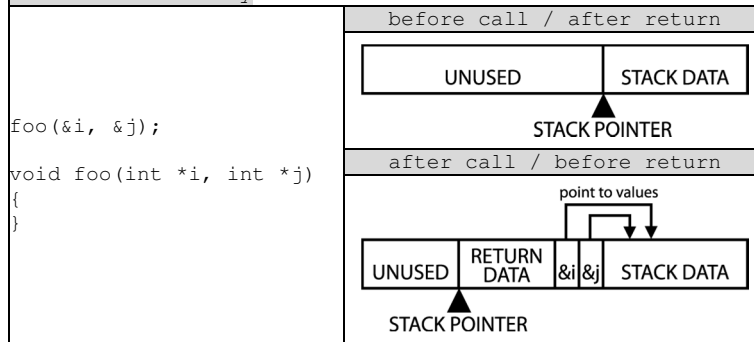 before call / after return
UNUSED
STACK DATA
STACK POINTER
foo(&i, &j);
void foo(int *i, int *j)
{
}
after call / before return
point to values
UNUSED
RETURN
DATA
&i
&j
STACK DATA
STACK POINTER